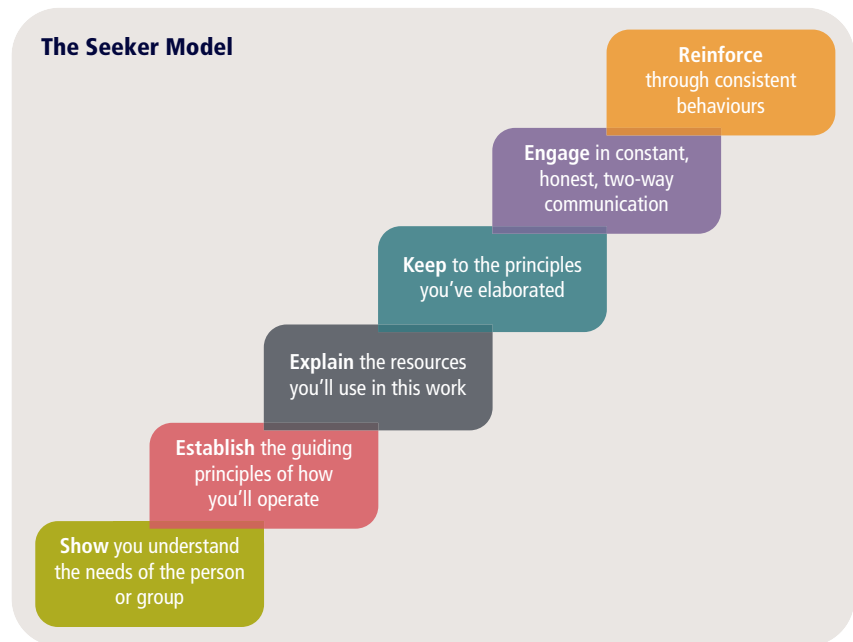 The Seeker Model
Reinforce
through consistent
behaviours
Engage in constant,
honest, two-way
communication
Keep to the principles
you’ve elaborated
Explain the resources
you’ll use in this work
Establish the guiding
principles of how
you’ll operate
Show you understand
the needs of the person
or group